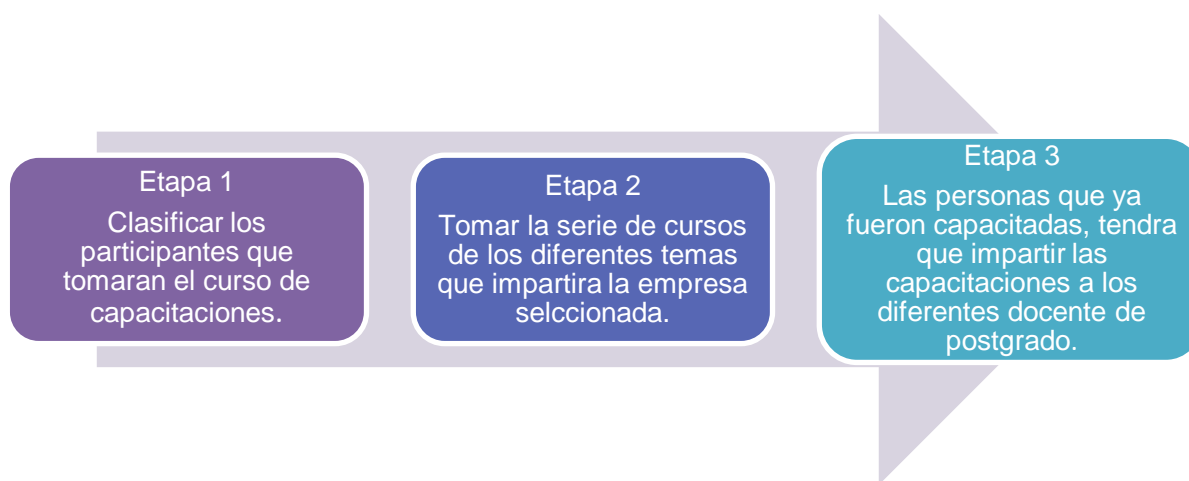 Etapa 1
Clasificar los
participantes que
tomaran el curso de
capacitaciones.
Etapa 2
Tomar la serie de cursos
de los diferentes temas
que impartira la empresa
selccionada.
Etapa 3
Las personas que ya
fueron capacitadas, tendra
que impartir las
capacitaciones a los
diferentes docente de
postgrado.